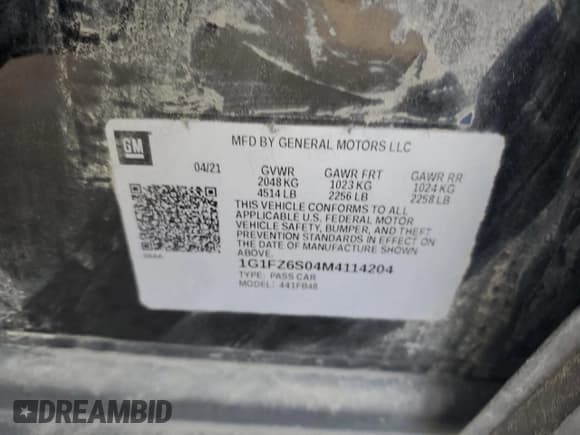 GM
MFD BY GENERAL MOTORS LLC
04/21 GVWR GAWR FRT GAWR RR
2048 KG 1023 KG 1024 KG
4514 LB 2256 LB 2258 LB
THIS VEHICLE CONFORMS TO ALL
APPLICABLE U.S. FEDERAL MOTOR
VEHICLE SAFETY, BUMPER, AND THEFT
PREVENTION STANDARDS IN EFFECT ON
THE DATE OF MANUFACTURE SHOWN
ABOVE.
1G1FZ6S04M4114204
TYPE: PASS CAR
MODEL: 441FB48
DREAMBID